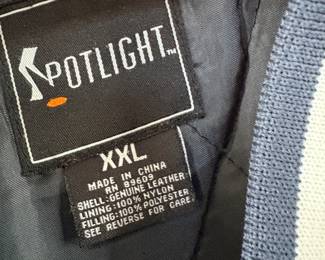 SPOTLIGHT™
XXL
MADE IN CHINA
RN 89609
SHELL:GENUINE LEATHER
LINING:100% NYLON
FILLING:100% POLYESTER
SEE REVERSE FOR CARE.